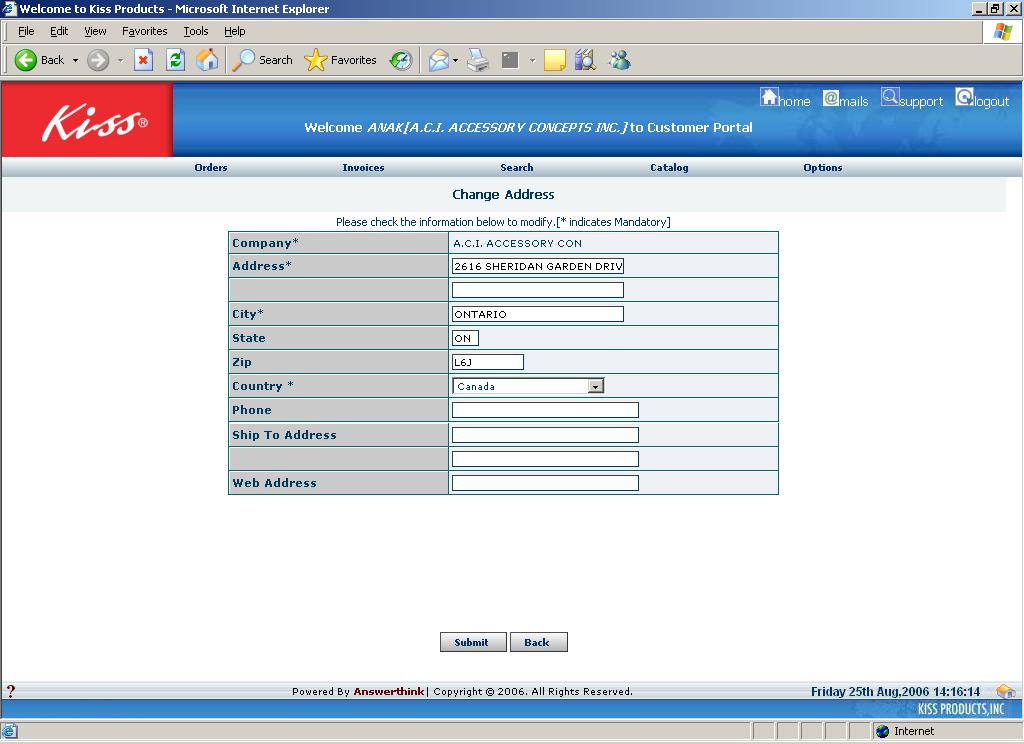 Welcome to Kiss Products - Microsoft Internet Explorer
File Edit View Favorites Tools Help
Back Search Favorites
Kiss®
home @mails support logout
Welcome ANAK[A.C.I. ACCESSORY CONCEPTS INC.]to Customer Portal
Orders Invoices Search Catalog Options
Change Address
Please check the information below to modify.[* indicates Mandatory]
Company* A.C.I. ACCESSORY CON
Address* 2616 SHERIDAN GARDEN DRIV
City* ONTARIO
State ON
Zip L6J
Country * Canada
Phone
Ship To Address
Web Address
Submit Back
? Powered By Answerthink| Copyright © 2006. All Rights Reserved. Friday 25th Aug,2006 14:16:14
KISS PRODUCTS,INC
Internet